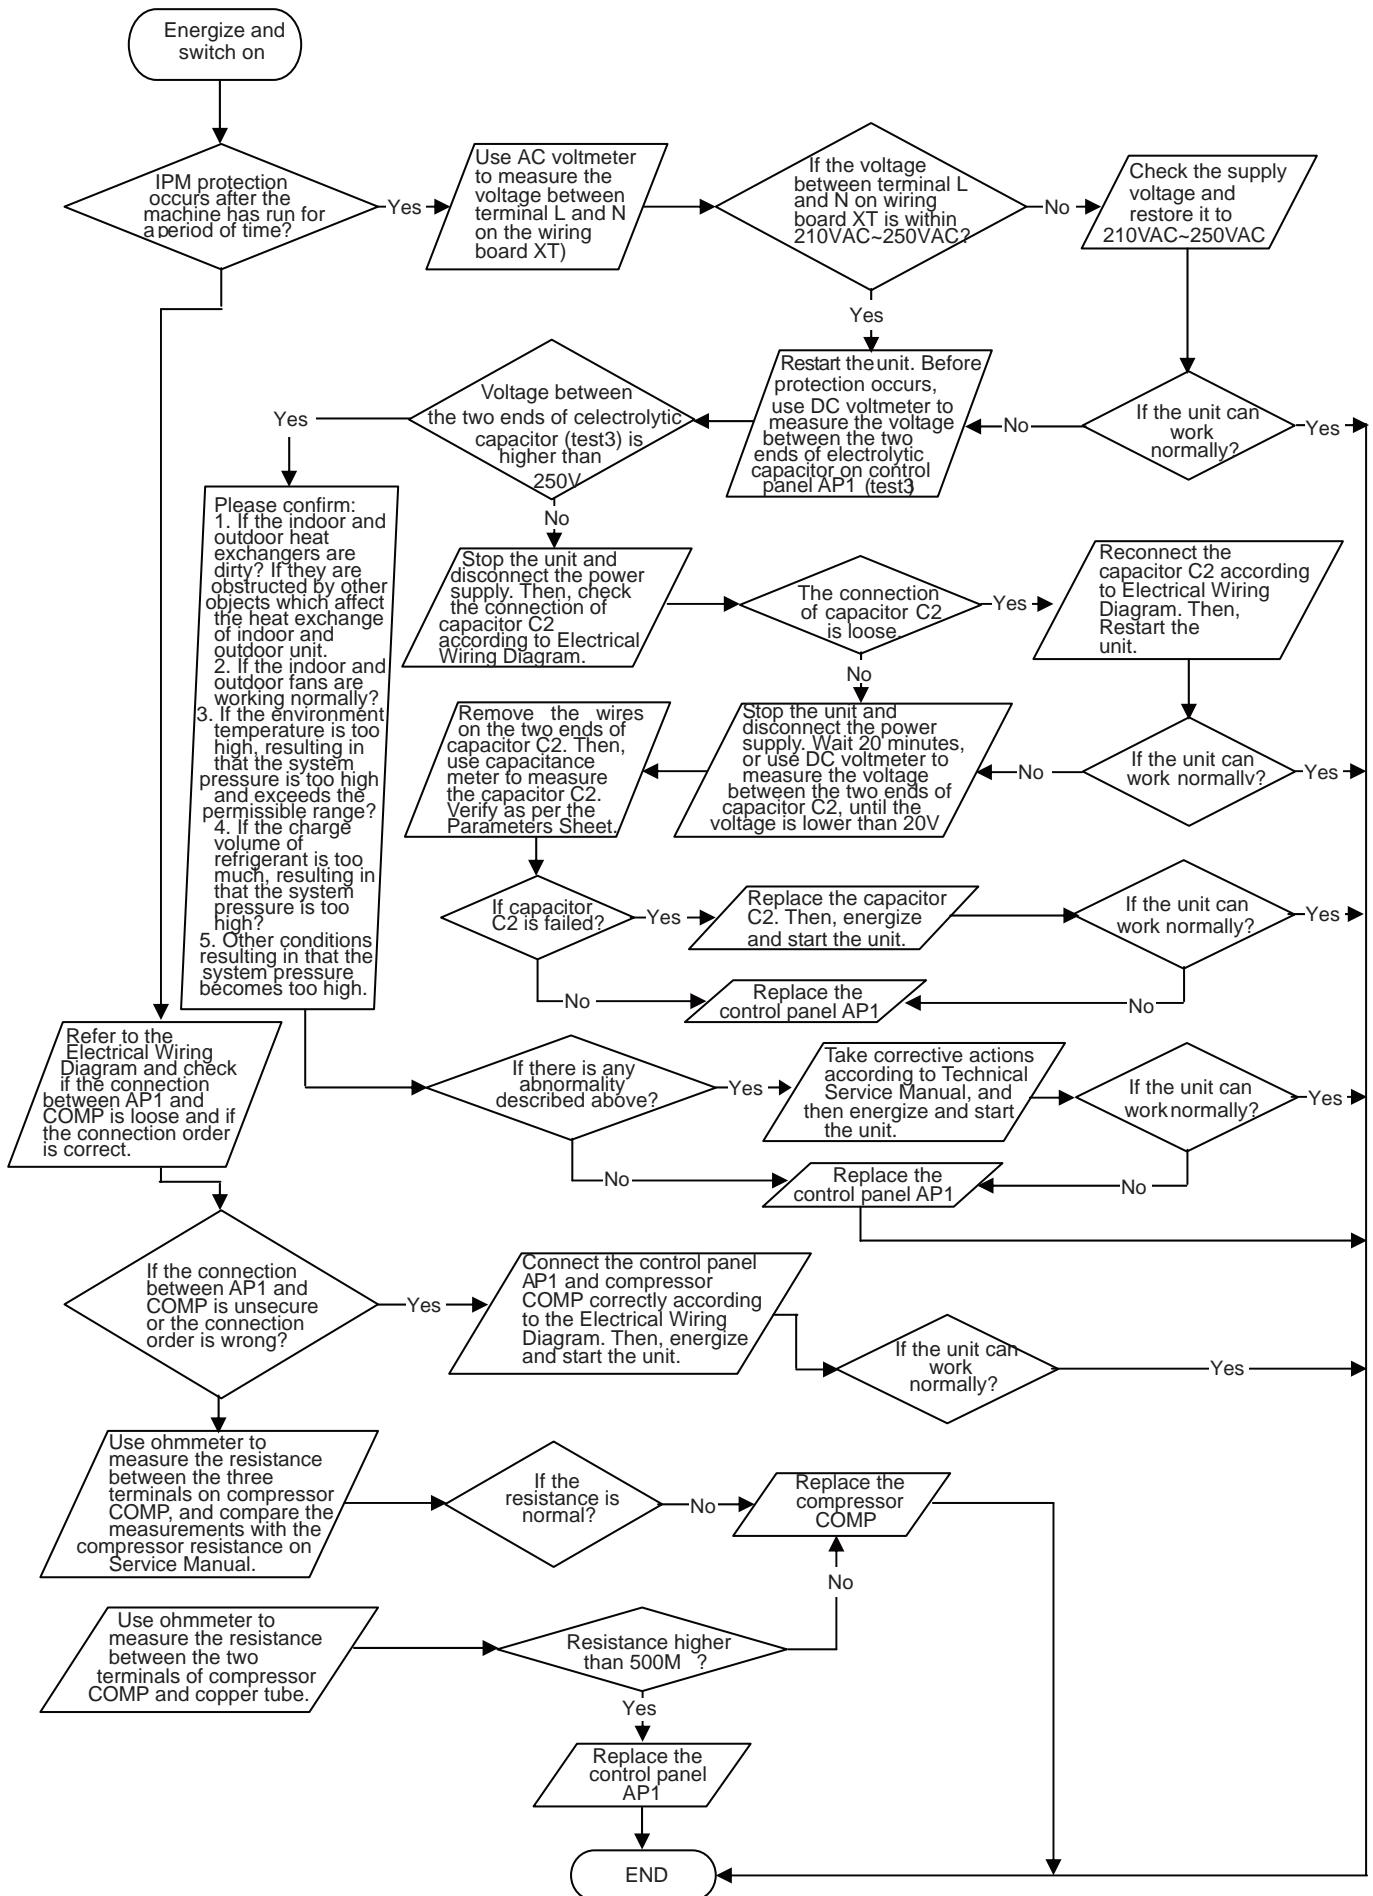 Energize and
switch on
IPM protection
occurs after the
machine has run for
a period of time?
Yes
Use AC voltmeter
to measure the
voltage between
terminal L and N
on the wiring
board XT)
If the voltage
between terminal L
and N on wiring
board XT is within
210VAC~250VAC?
No
Check the supply
voltage and
restore it to
210VAC~250VAC
Yes
Restart the unit. Before
protection occurs,
use DC voltmeter to
measure the voltage
between the two
ends of electrolytic
capacitor on control
panel AP1 (test3
No
If the unit can
work
normally?
Yes
Voltage between
the two ends of celectrolytic
capacitor (test3) is
higher than
250V
Yes
No
Please confirm:
1. If the indoor and
outdoor heat
exchangers are
dirty? If they are
obstructed by other
objects which affect
the heat exchange
of indoor and
outdoor unit.
2. If the indoor and
outdoor fans are
working normally?
3. If the environment
temperature is too
high, resulting in
that the system
pressure is too high
and exceeds the
permissible range?
4. If the charge
volume of
refrigerant is too
much, resulting in
that the system
pressure is too
high?
5. Other conditions
resulting in that the
system pressure
becomes too high.
Stop the unit and
disconnect the power
supply. Then, check
the connection of
capacitor C2
according to Electrical
Wiring Diagram.
The connection
of capacitor C2
is loose.
Yes
Reconnect the
capacitor C2 according
to Electrical Wiring
Diagram. Then,
Restart the
unit.
No
Remove the wires
on the two ends of
capacitor C2. Then,
use capacitance
meter to measure
the capacitor C2.
Verify as per the
Parameters Sheet.
Stop the unit and
disconnect the power
supply. Wait 20 minutes,
or use DC voltmeter to
measure the voltage
between the two ends of
capacitor C2, until the
voltage is lower than 20V
No
If the unit can
work normally?
Yes
If capacitor
C2 is failed?
Yes
Replace the capacitor
C2. Then, energize
and start the unit.
If the unit can
work normally?
Yes
No
Replace the
control panel AP1
No
Refer to the
Electrical Wiring
Diagram and check
if the connection
between AP1 and
COMP is loose and if
the connection order
is correct.
If there is any
abnormality
described above?
Yes
Take corrective actions
according to Technical
Service Manual, and
then energize and start
the unit.
If the unit can
work normally?
Yes
No
Replace the
control panel AP1
No
If the connection
between AP1 and
COMP is unsecure
or the connection
order is wrong?
Yes
Connect the control panel
AP1 and compressor
COMP correctly according
to the Electrical Wiring
Diagram. Then, energize
and start the unit.
If the unit can
work
normally?
Yes
Use ohmmeter to
measure the resistance
between the three
terminals on compressor
COMP, and compare the
measurements with the
compressor resistance on
Service Manual.
If the
resistance is
normal?
No
Replace the
compressor
COMP
No
Use ohmmeter to
measure the resistance
between the two
terminals of compressor
COMP and copper tube.
Resistance higher
than 500M ?
Yes
Replace the
control panel
AP1
END